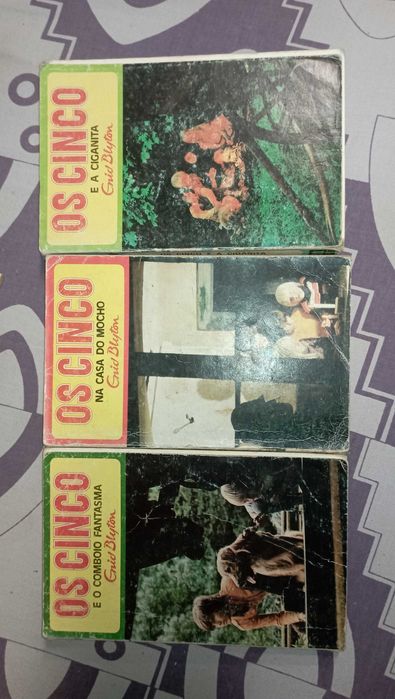 OS CINCO
E A CIGANITA
Enid Blyton
OS CINCO
NA CASA DO MOCHO
Enid Blyton
OS CINCO
E O COMBOIO FANTASMA
Enid Blyton